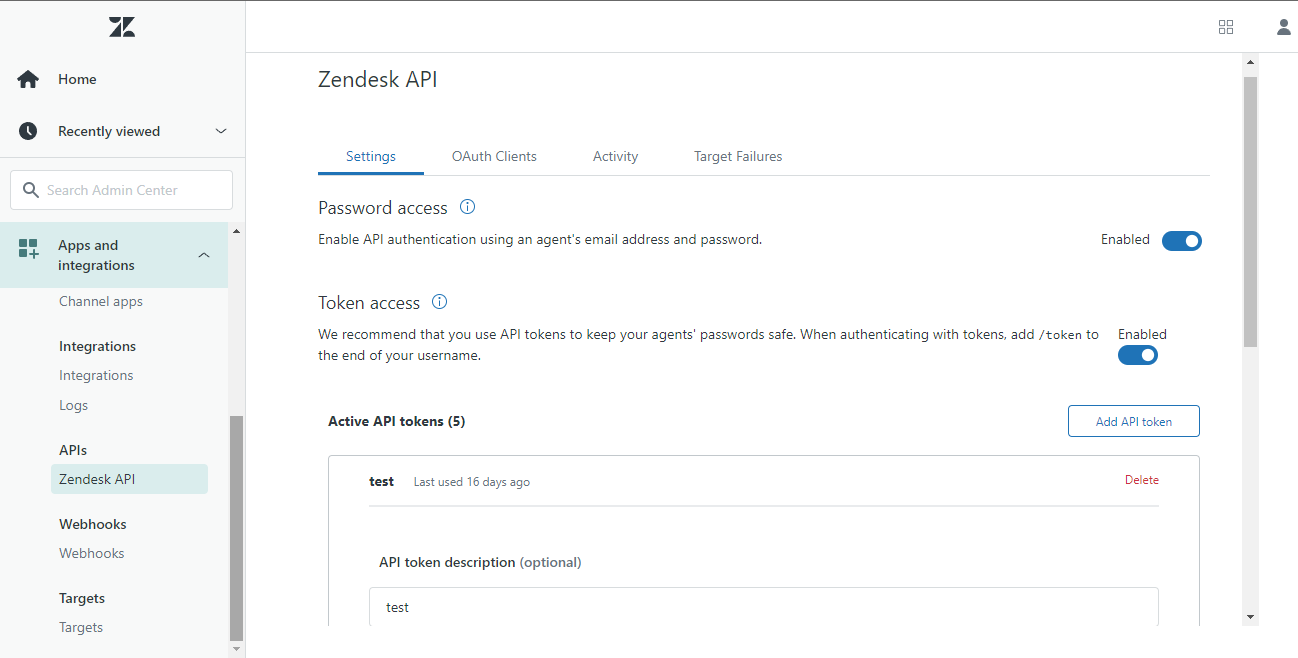 Home
Recently viewed
Search Admin Center
Apps and
integrations
Channel apps
Integrations
Integrations
Logs
APIs
Zendesk API
Webhooks
Webhooks
Targets
Targets
Zendesk API
Settings OAuth Clients Activity Target Failures
Password access
Enable API authentication using an agent's email address and password. Enabled
Token access
We recommend that you use API tokens to keep your agents' passwords safe. When authenticating with tokens, add /token to Enabled
the end of your username.
Active API tokens (5) Add API token
test Last used 16 days ago Delete
API token description (optional)
test